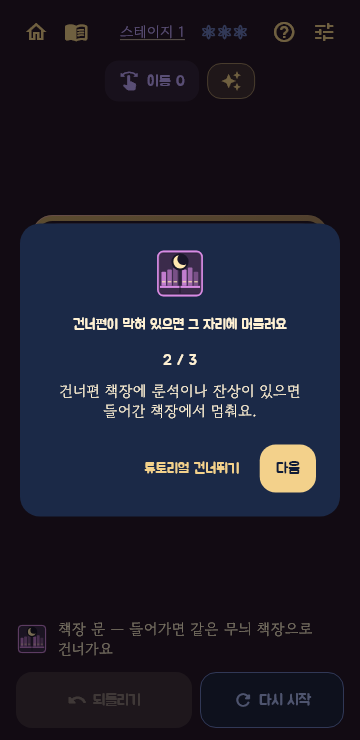 스테이지 1
이동 0
건너편이 막혀 있으면 그 자리에 머물러요
2 / 3
건너편 책장에 룬석이나 잔상이 있으면
들어간 책장에서 멈춰요.
튜토리얼 건너뛰기
다음
책장 문 — 들어가면 같은 무늬 책장으로
건너가요
되돌리기
다시 시작